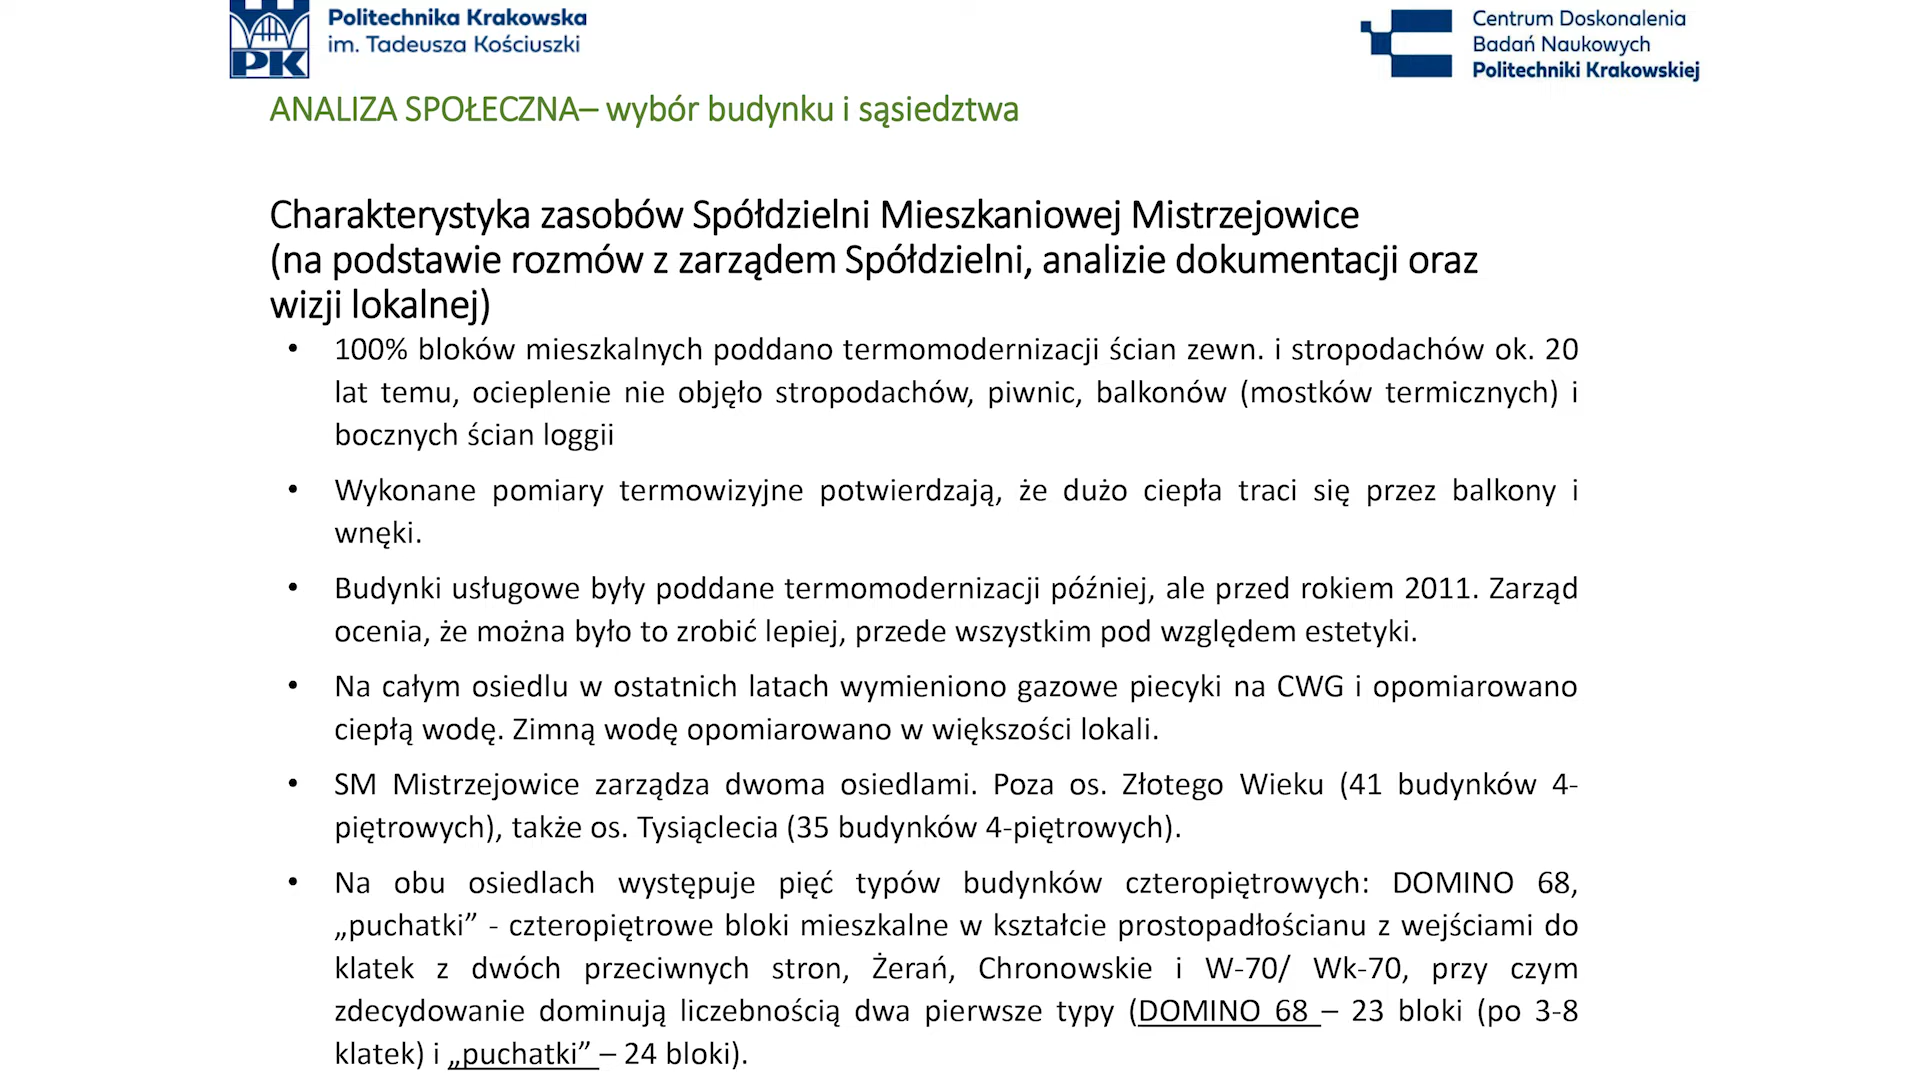 Politechnika Krakowska
im. Tadeusza Kościuszki
PK
Centrum Doskonalenia
Badań Naukowych
Politechniki Krakowskiej
ANALIZA SPOŁECZNA– wybór budynku i sąsiedztwa
Charakterystyka zasobów Spółdzielni Mieszkaniowej Mistrzejowice
(na podstawie rozmów z zarządem Spółdzielni, analizie dokumentacji oraz
wizji lokalnej)
• 100% bloków mieszkalnych poddano termomodernizacji ścian zewn. i stropodachów ok. 20
lat temu, ocieplenie nie objęło stropodachów, piwnic, balkonów (mostków termicznych) i
bocznych ścian loggii
• Wykonane pomiary termowizyjne potwierdzają, że dużo ciepła traci się przez balkony i
wnęki.
• Budynki usługowe były poddane termomodernizacji później, ale przed rokiem 2011. Zarząd
ocenia, że można było to zrobić lepiej, przede wszystkim pod względem estetyki.
• Na całym osiedlu w ostatnich latach wymieniono gazowe piecyki na CWG i opomiarowano
ciepłą wodę. Zimną wodę opomiarowano w większości lokali.
• SM Mistrzejowice zarządza dwoma osiedlami. Poza os. Złotego Wieku (41 budynków 4-
piętrowych), także os. Tysiąclecia (35 budynków 4-piętrowych).
• Na obu osiedlach występuje pięć typów budynków czteropiętrowych: DOMINO 68,
„puchatki” - czteropiętrowe bloki mieszkalne w kształcie prostopadłościanu z wejściami do
klatek z dwóch przeciwnych stron, Żerań, Chronowskie i W-70/ Wk-70, przy czym
zdecydowanie dominują liczebnością dwa pierwsze typy (DOMINO 68 – 23 bloki (po 3-8
klatek) i „puchatki” – 24 bloki).